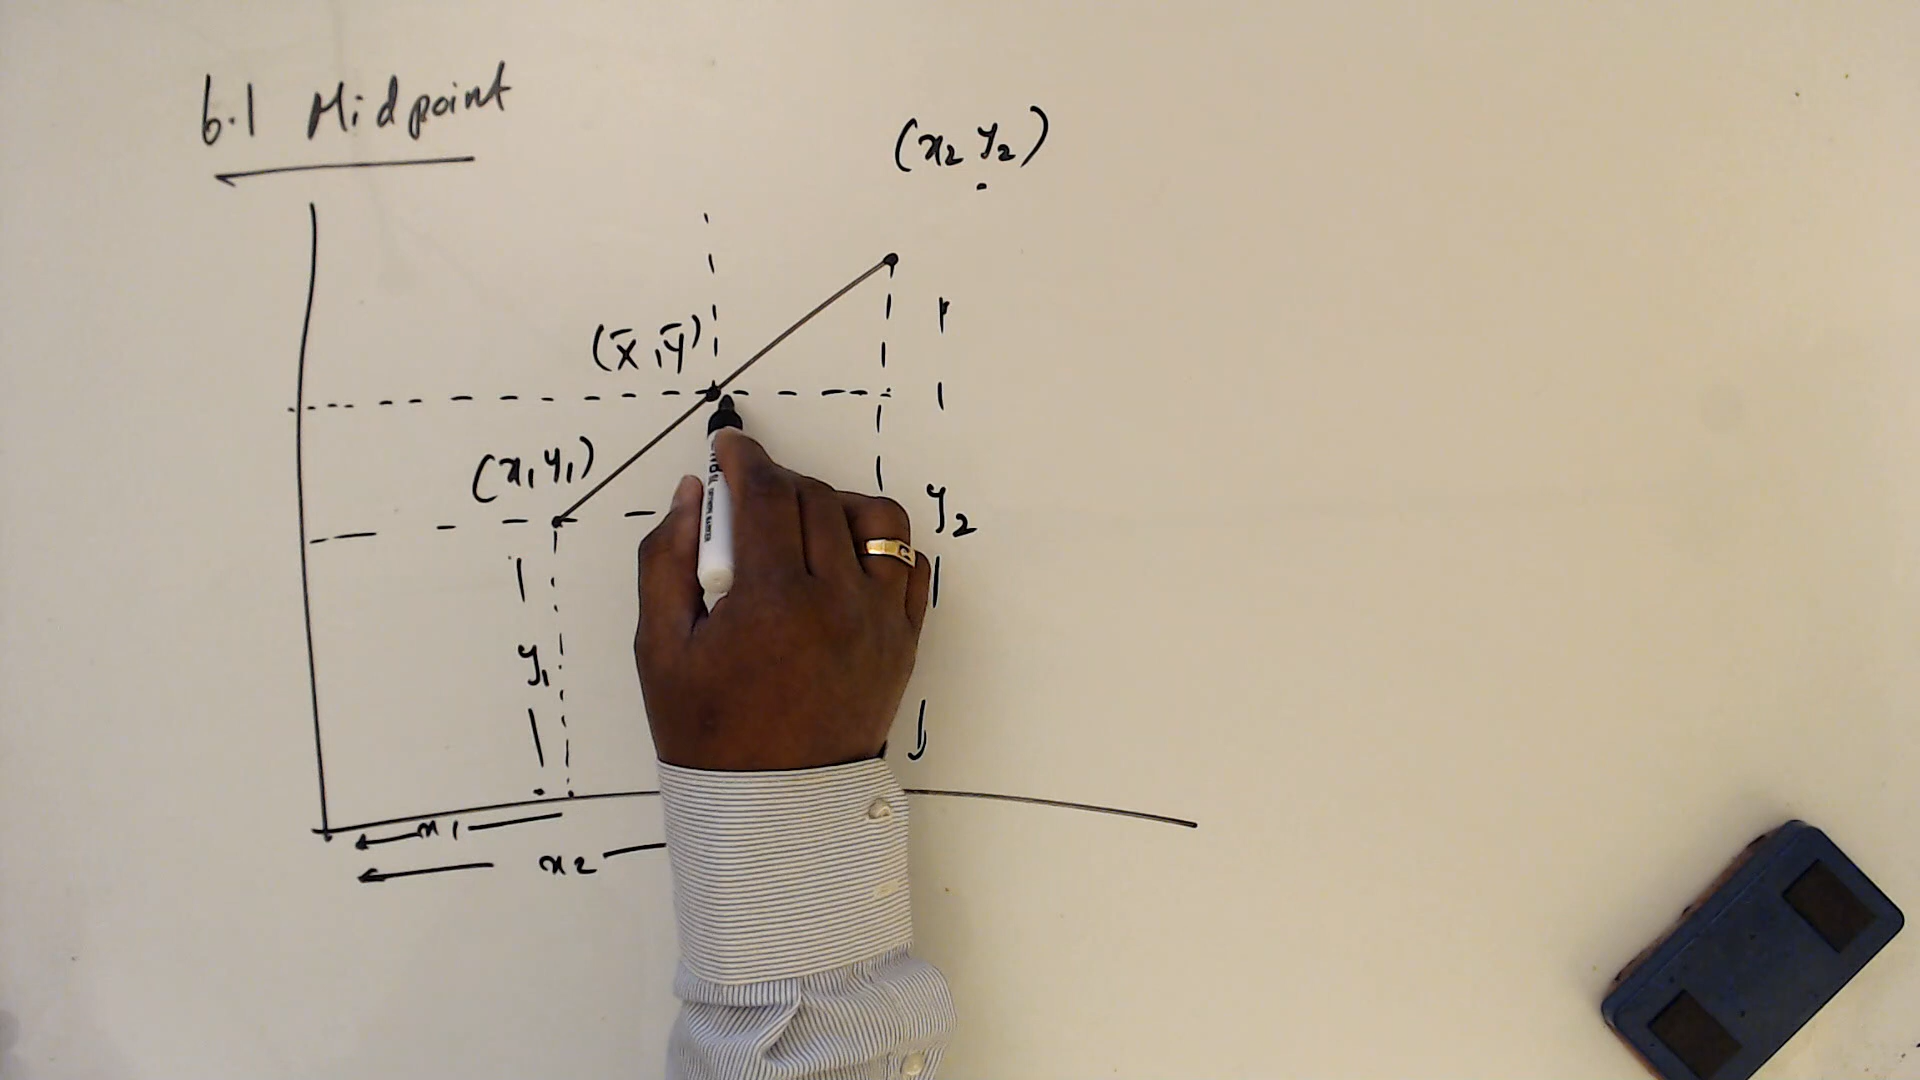 6.1 Midpoint
(x2 y2)
(x̄, ȳ)
(x1 y1)
y2
y1
x1
x2